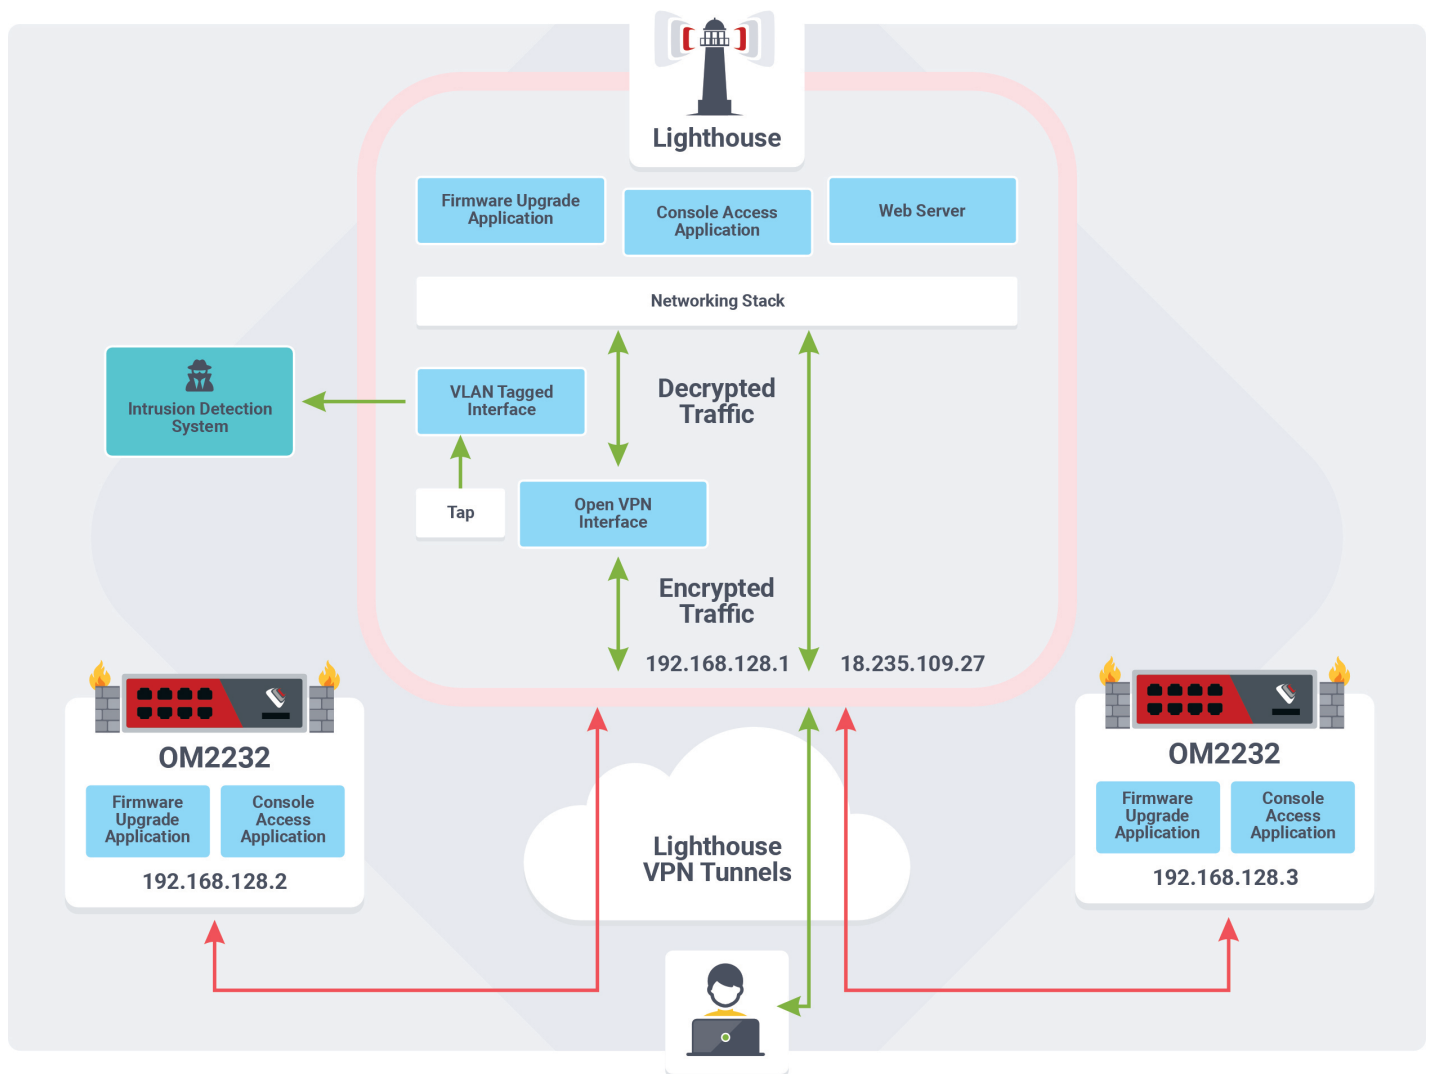 Lighthouse
Firmware Upgrade
Application
Console Access
Application
Web Server
Networking Stack
Intrusion Detection
System
VLAN Tagged
Interface
Decrypted
Traffic
Tap
Open VPN
Interface
Encrypted
Traffic
192.168.128.1
18.235.109.27
OM2232
Firmware
Upgrade
Application
Console
Access
Application
192.168.128.2
Lighthouse
VPN Tunnels
OM2232
Firmware
Upgrade
Application
Console
Access
Application
192.168.128.3